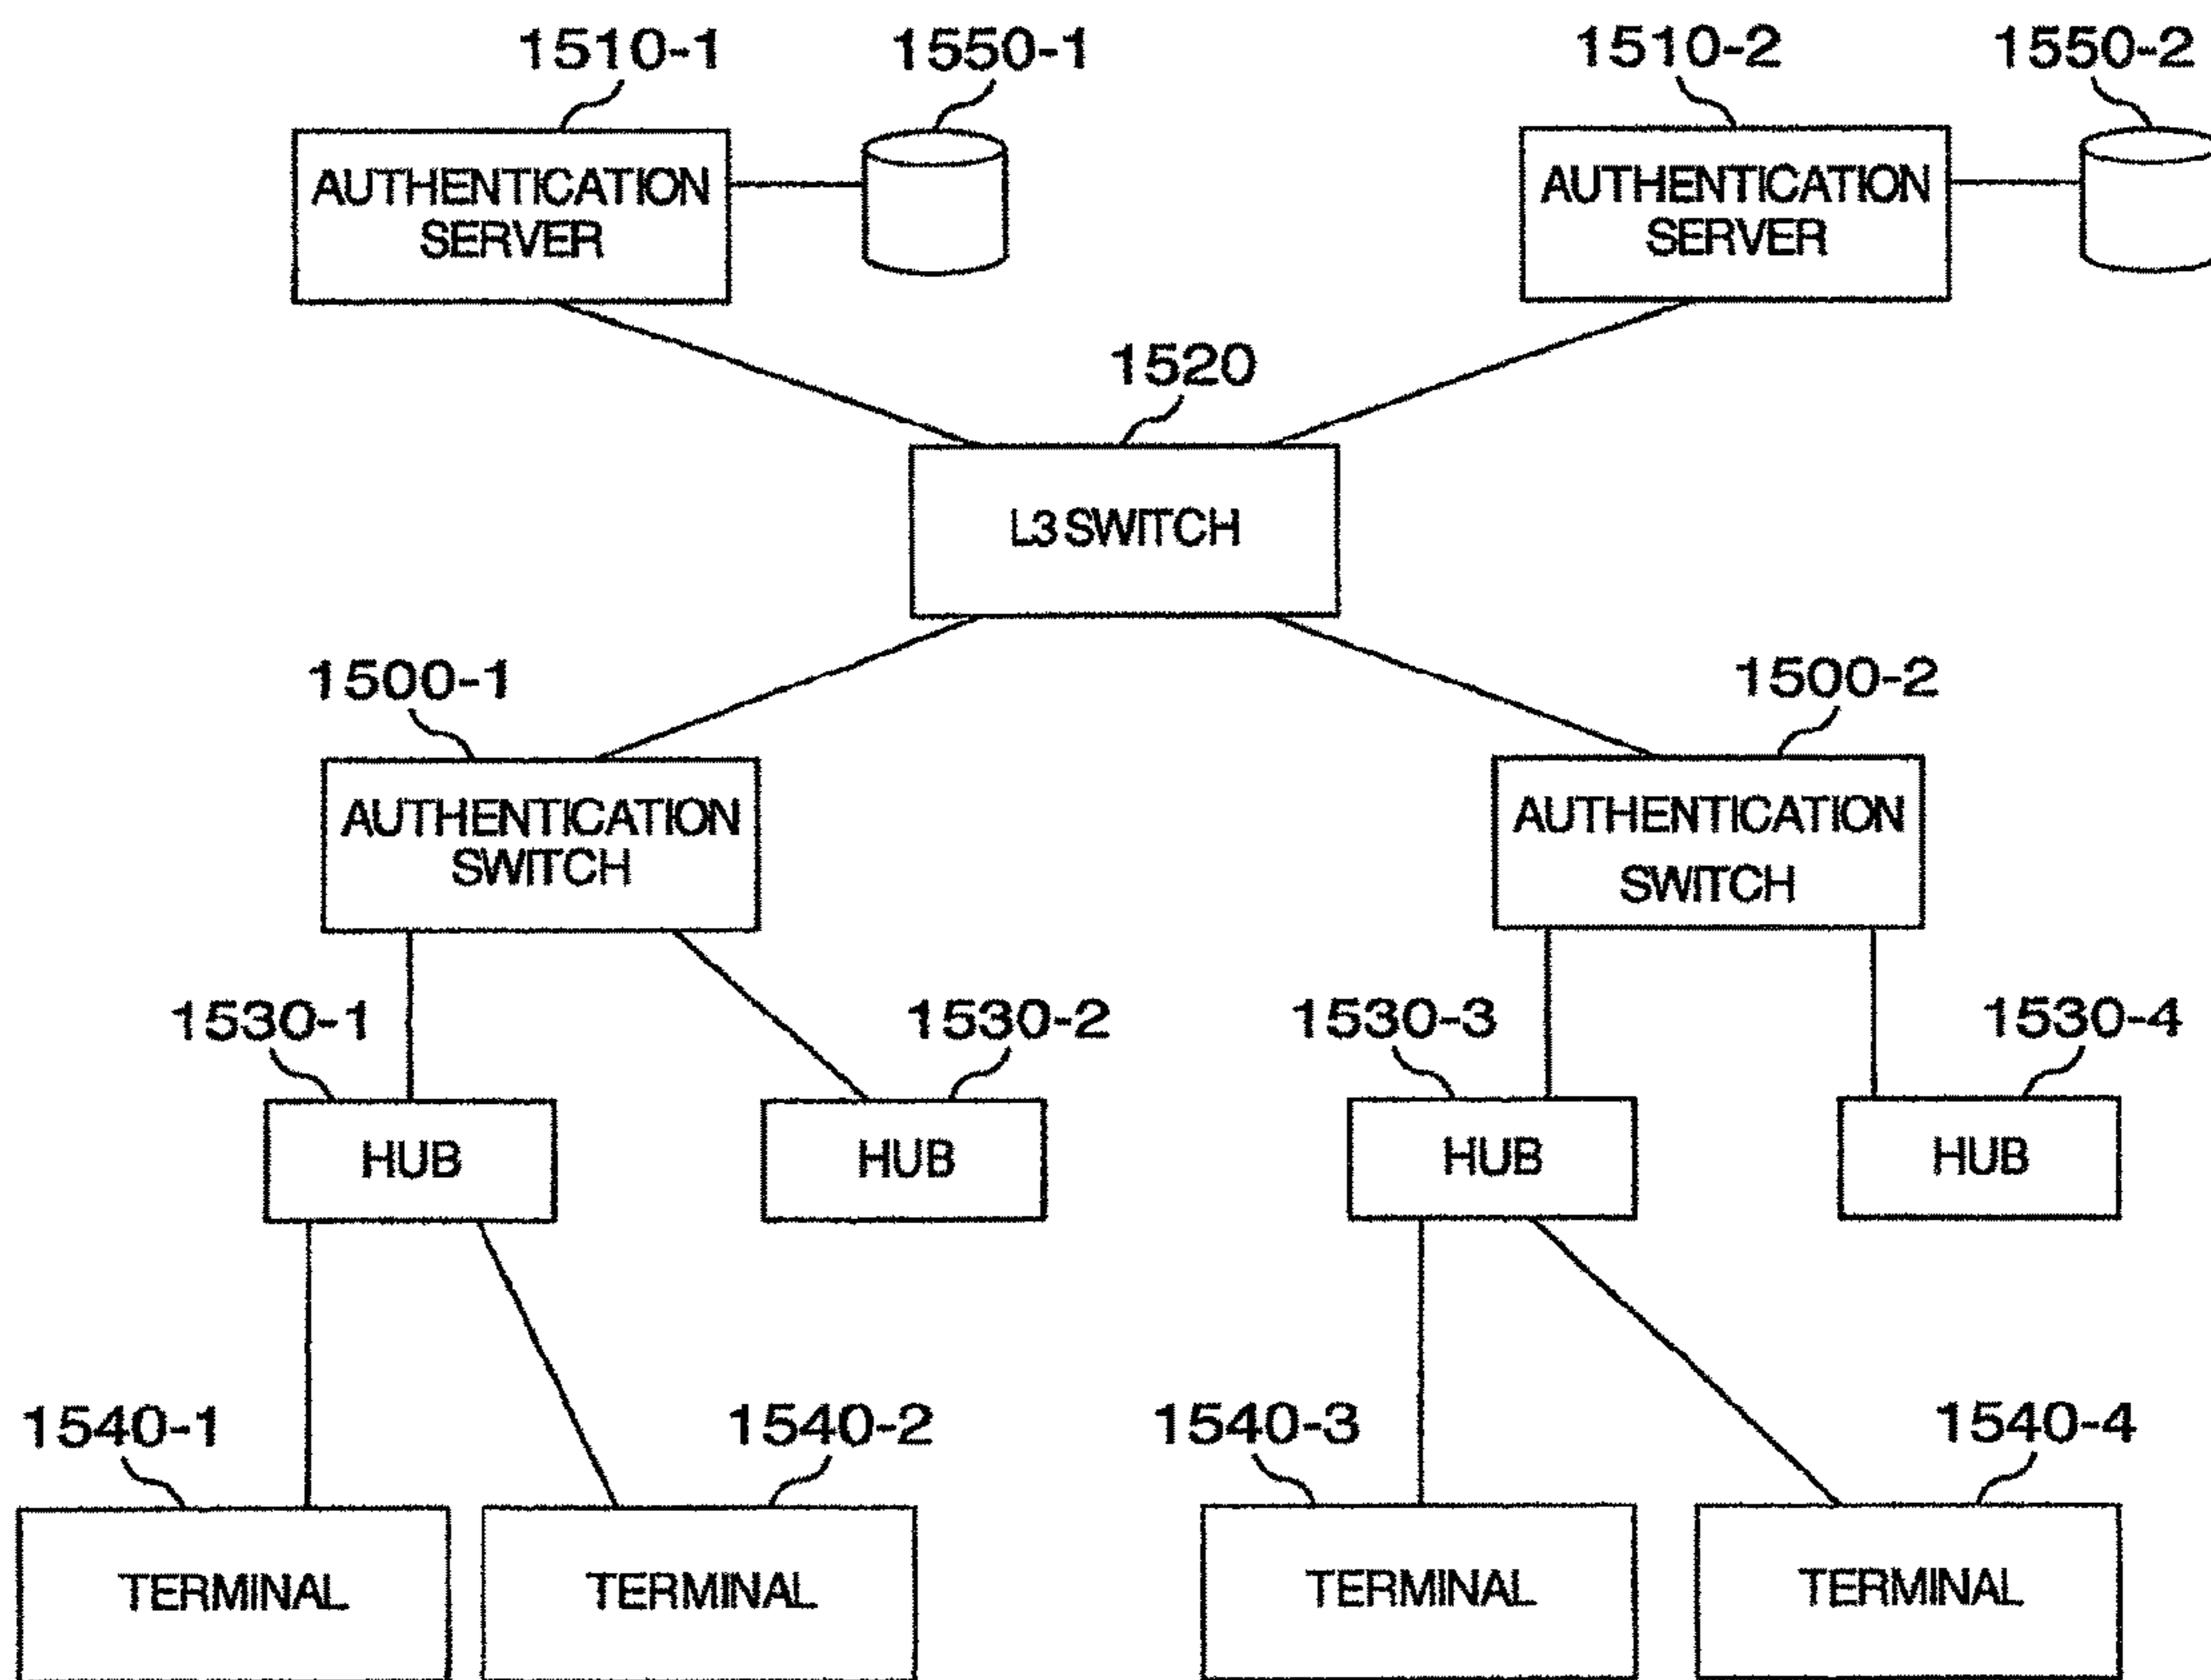 1510-1
1550-1
1510-2
1550-2
AUTHENTICATION
SERVER
AUTHENTICATION
SERVER
1520
L3 SWITCH
1500-1
1500-2
AUTHENTICATION
SWITCH
AUTHENTICATION
SWITCH
1530-1
1530-2
1530-3
1530-4
HUB
HUB
HUB
HUB
1540-1
1540-2
1540-3
1540-4
TERMINAL
TERMINAL
TERMINAL
TERMINAL